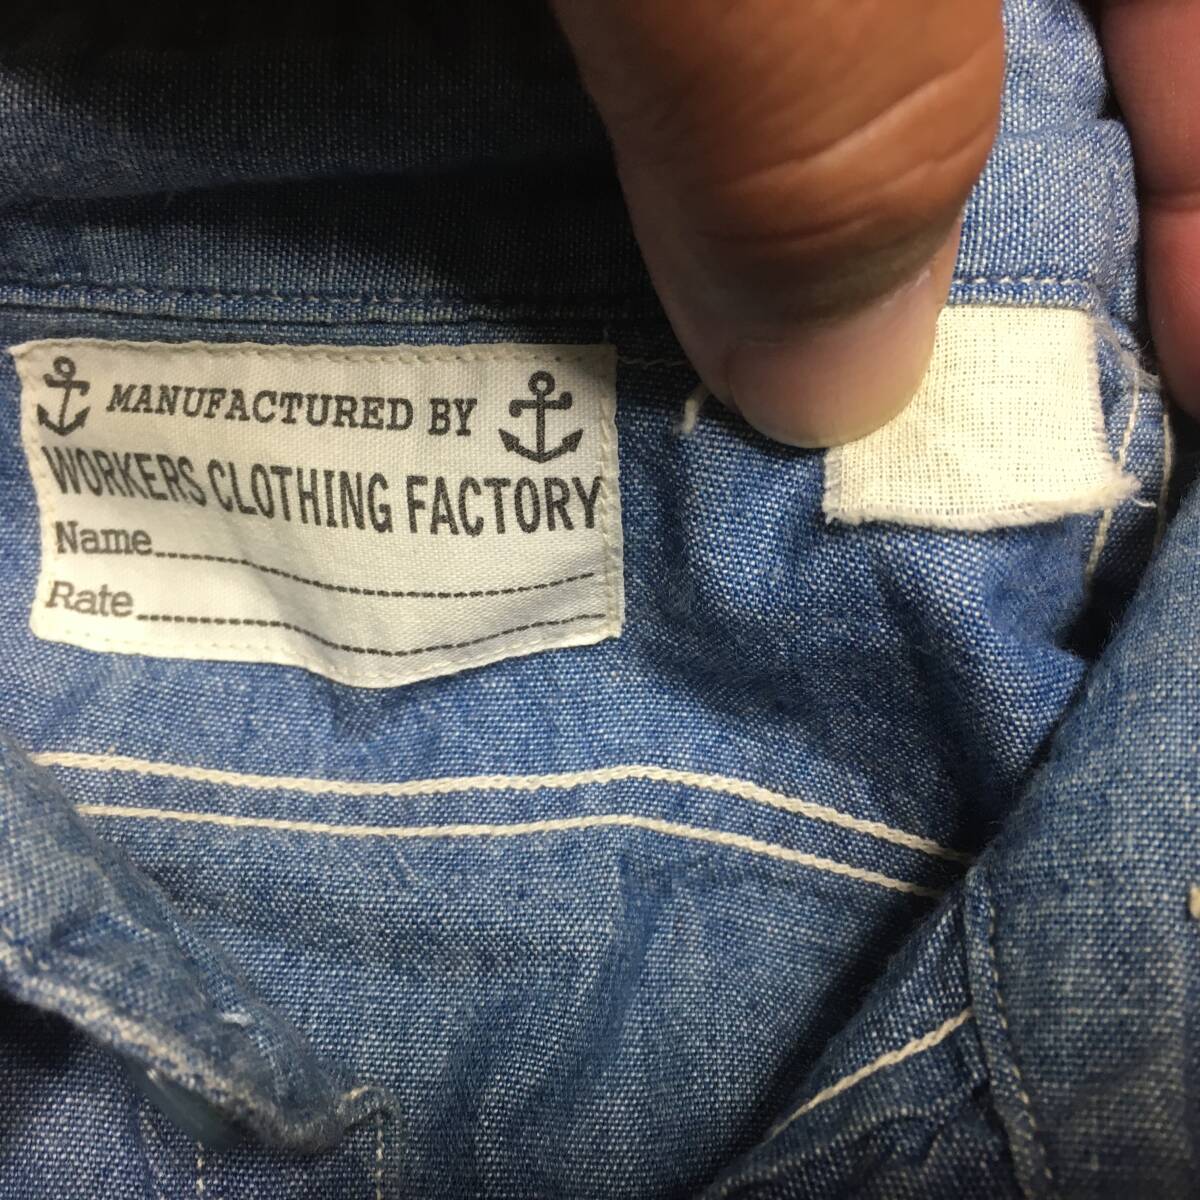 MANUFACTURED BY
WORKERS CLOTHING FACTORY
Name
Rate